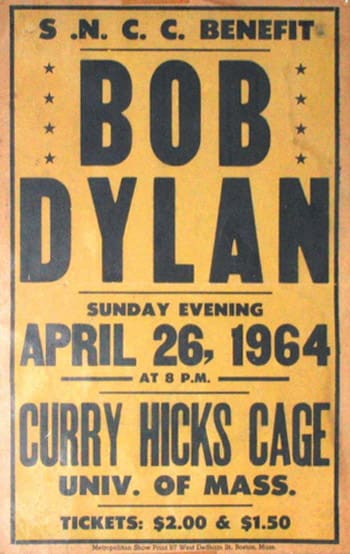 S .N. C. C. BENEFIT
BOB
DYLAN
SUNDAY EVENING
APRIL 26, 1964
AT 8 P.M.
CURRY HICKS CAGE
UNIV. OF MASS.
TICKETS: $2.00 & $1.50
Metropolitan Show Print 97 West Dedham St. Boston, Mass.